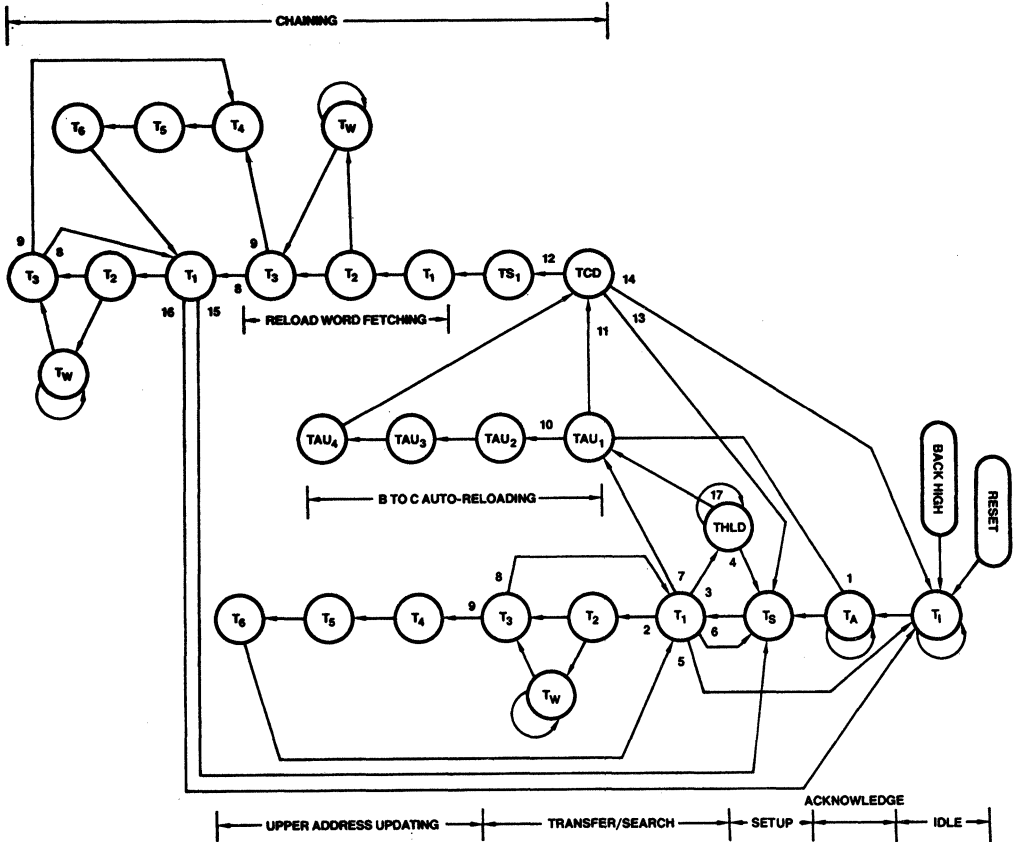 CHAINING
T6 T5 T4 TW
9 8 9 12 14
T3 T2 T1 T3 T2 T1 TS1 TCD
8
16 15 RELOAD WORD FETCHING 13
11
TW
10
TAU4 TAU3 TAU2 TAU1
BACK HIGH
RESET
B TO C AUTO-RELOADING 17
THLD
4
8 7 3 1
9
T6 T5 T4 T3 T2 T1 TS TA TI
2 6
5
TW
ACKNOWLEDGE
UPPER ADDRESS UPDATING TRANSFER/SEARCH SETUP IDLE